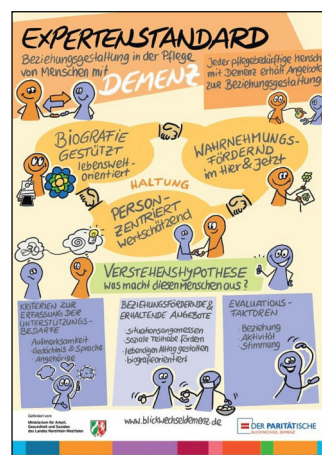 EXPERTENSTANDARD
Beziehungsgestaltung in der Pflege
von Menschen mit
DEMENZ
Jeder pflegebedürftige Mensch
mit Demenz erhält Angebote
zur Beziehungsgestaltung
BIOGRAFIE
GESTÜTZT
lebenswelt-
orientiert
WAHRNEHMUNGS-
FÖRDERND
im Hier & Jetzt
HALTUNG
PERSON-
ZENTRIERT
wertschätzend
VERSTEHENSHYPOTHESE
was macht diesen Menschen aus?
KRITERIEN ZUR
ERFASSUNG DER
UNTERSTÜTZUNGS-
BEDARFE
- Aufmerksamkeit
- Gedächtnis & Sprache
- Angehörige
BEZIEHUNGSFÖRDERNDE &
ERHALTENDE ANGEBOTE
situationsangemessen
soziale Teilhabe fördern
lebendigen Alltag gestalten
biografieorientiert
EVALUATIONS-
FAKTOREN
Beziehung
Aktivität
Stimmung
Gefördert vom:
Ministerium für Arbeit,
Gesundheit und Soziales
des Landes Nordrhein-Westfalen
www.blickwechseldemenz.de
DER PARITÄTISCHE
BLICKWECHSEL DEMENZ